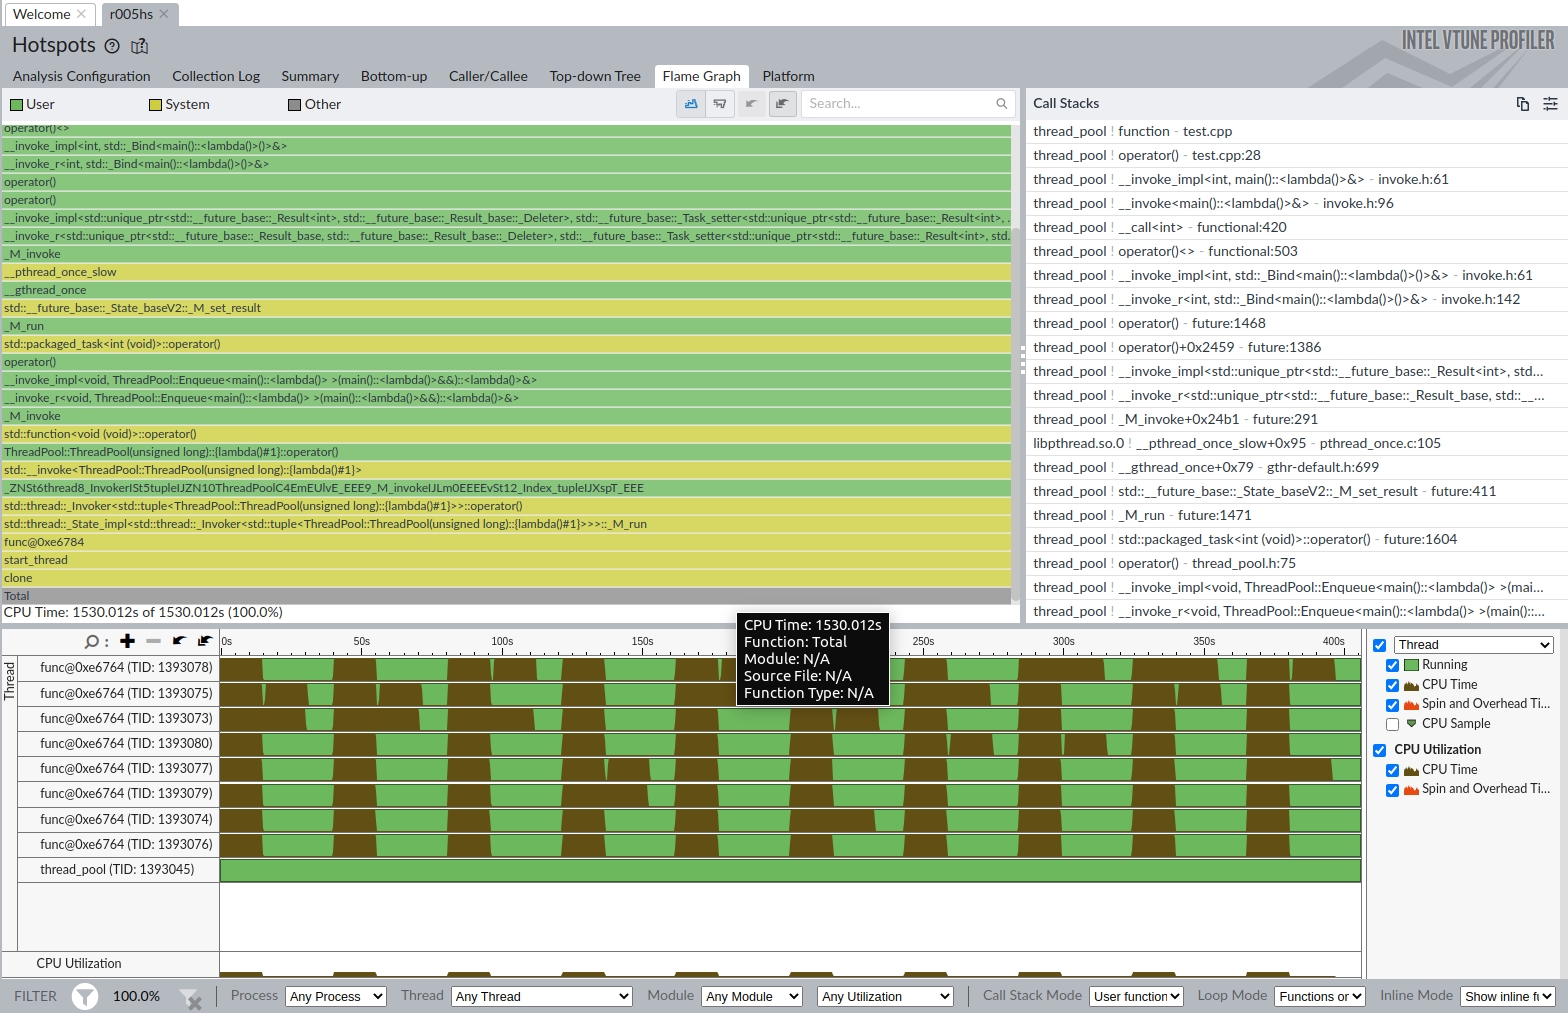 Welcome
r005hs
Hotspots
INTEL VTUNE PROFILER
Analysis Configuration Collection Log Summary Bottom-up Caller/Callee Top-down Tree Flame Graph Platform
User System Other
Search...
operator()<>
__invoke_impl<int, std::_Bind<main()::<lambda()>()>&>
__invoke_r<int, std::_Bind<main()::<lambda()>()>&>
operator()
operator()
__invoke_impl<std::unique_ptr<std::__future_base::_Result<int>, std::__future_base::_Result_base::_Deleter>, std::__future_base::_Task_setter<std::unique_ptr<std::__future_base::_Result<int>, .
__invoke_r<std::unique_ptr<std::__future_base::_Result_base, std::__future_base::_Result_base::_Deleter>, std::__future_base::_Task_setter<std::unique_ptr<std::__future_base::_Result<int>, std.
_M_invoke
__pthread_once_slow
__gthread_once
std::__future_base::_State_baseV2::_M_set_result
_M_run
std::packaged_task<int (void)>::operator()
operator()
__invoke_impl<void, ThreadPool::Enqueue<main()::<lambda()> >(main()::<lambda()>&&)::<lambda()>&>
__invoke_r<void, ThreadPool::Enqueue<main()::<lambda()> >(main()::<lambda()>&&)::<lambda()>&>
_M_invoke
std::function<void (void)>::operator()
ThreadPool::ThreadPool(unsigned long)::{lambda()#1}::operator()
std::__invoke<ThreadPool::ThreadPool(unsigned long)::{lambda()#1}>
_ZNSt6thread8_InvokerISt5tupleIJZN10ThreadPoolC4EmEUlvE_EEE9_M_invokeIJLm0EEEEvSt12_Index_tupleIJXspT_EEE
std::thread::_Invoker<std::tuple<ThreadPool::ThreadPool(unsigned long)::{lambda()#1}>>::operator()
std::thread::_State_impl<std::thread::_Invoker<std::tuple<ThreadPool::ThreadPool(unsigned long)::{lambda()#1}>>>::_M_run
func@0xe6784
start_thread
clone
Total
CPU Time: 1530.012s of 1530.012s (100.0%)
Call Stacks
thread_pool ! function - test.cpp
thread_pool ! operator() - test.cpp:28
thread_pool ! __invoke_impl<int, main()::<lambda()>&> - invoke.h:61
thread_pool ! __invoke<main()::<lambda()>&> - invoke.h:96
thread_pool ! __call<int> - functional:420
thread_pool ! operator()<> - functional:503
thread_pool ! __invoke_impl<int, std::_Bind<main()::<lambda()>()>&> - invoke.h:61
thread_pool ! __invoke_r<int, std::_Bind<main()::<lambda()>()>&> - invoke.h:142
thread_pool ! operator() - future:1468
thread_pool ! operator()+0x2459 - future:1386
thread_pool ! __invoke_impl<std::unique_ptr<std::__future_base::_Result<int>, std...
thread_pool ! __invoke_r<std::unique_ptr<std::__future_base::_Result_base, std::__...
thread_pool ! _M_invoke+0x24b1 - future:291
libpthread.so.0 ! __pthread_once_slow+0x95 - pthread_once.c:105
thread_pool ! __gthread_once+0x79 - gthr-default.h:699
thread_pool ! std::__future_base::_State_baseV2::_M_set_result - future:411
thread_pool ! _M_run - future:1471
thread_pool ! std::packaged_task<int (void)>::operator() - future:1604
thread_pool ! operator() - thread_pool.h:75
thread_pool ! __invoke_impl<void, ThreadPool::Enqueue<main()::<lambda()> >(mai...
thread_pool ! __invoke_r<void, ThreadPool::Enqueue<main()::<lambda()> >(main()::...
0s 50s 100s 150s 250s 300s 350s 400s
CPU Time: 1530.012s
Function: Total
Module: N/A
Source File: N/A
Function Type: N/A
Thread
func@0xe6764 (TID: 1393078)
func@0xe6764 (TID: 1393075)
func@0xe6764 (TID: 1393073)
func@0xe6764 (TID: 1393080)
func@0xe6764 (TID: 1393077)
func@0xe6764 (TID: 1393079)
func@0xe6764 (TID: 1393074)
func@0xe6764 (TID: 1393076)
thread_pool (TID: 1393045)
CPU Utilization
Thread
Running
CPU Time
Spin and Overhead Ti...
CPU Sample
CPU Utilization
CPU Time
Spin and Overhead Ti...
FILTER 100.0% Process Any Process Thread Any Thread Module Any Module Any Utilization Call Stack Mode User function Loop Mode Functions or Inline Mode Show inline fu